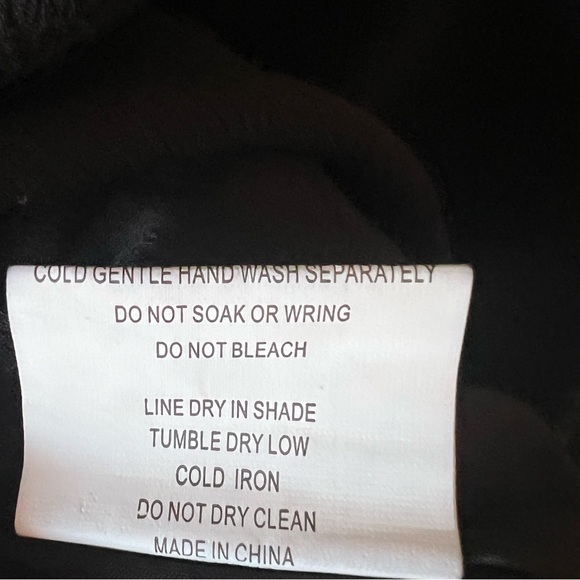 COLD GENTLE HAND WASH SEPARATELY
DO NOT SOAK OR WRING
DO NOT BLEACH
LINE DRY IN SHADE
TUMBLE DRY LOW
COLD IRON
DO NOT DRY CLEAN
MADE IN CHINA